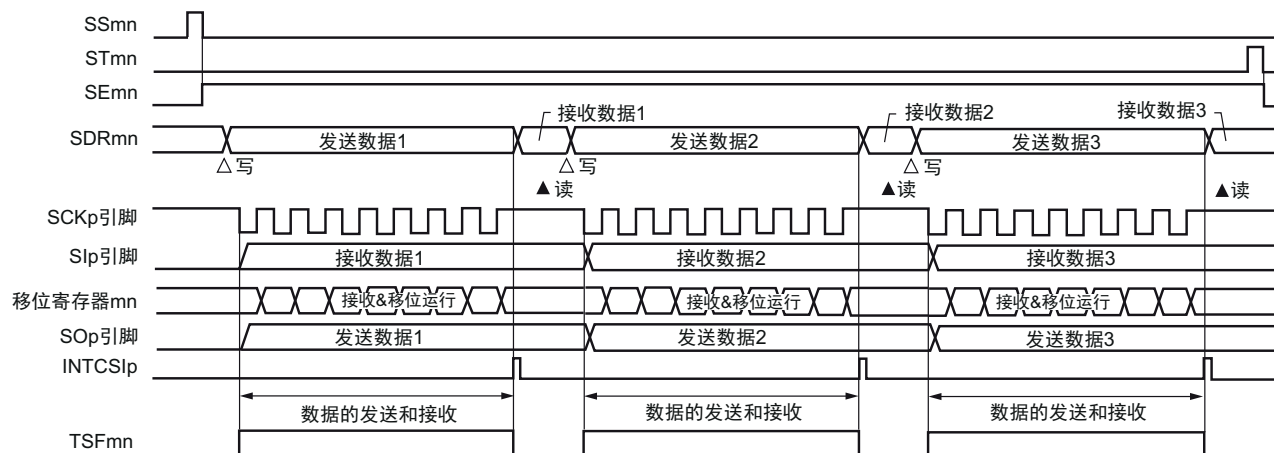 SSmn
STmn
SEmn
接收数据1
接收数据2
接收数据3
SDRmn
发送数据1
发送数据2
发送数据3
△写
△写
△写
▲读
▲读
▲读
SCKp引脚
SIp引脚
接收数据1
接收数据2
接收数据3
移位寄存器mn
接收&移位运行
接收&移位运行
接收&移位运行
SOp引脚
发送数据1
发送数据2
发送数据3
INTCSIp
数据的发送和接收
数据的发送和接收
数据的发送和接收
TSFmn